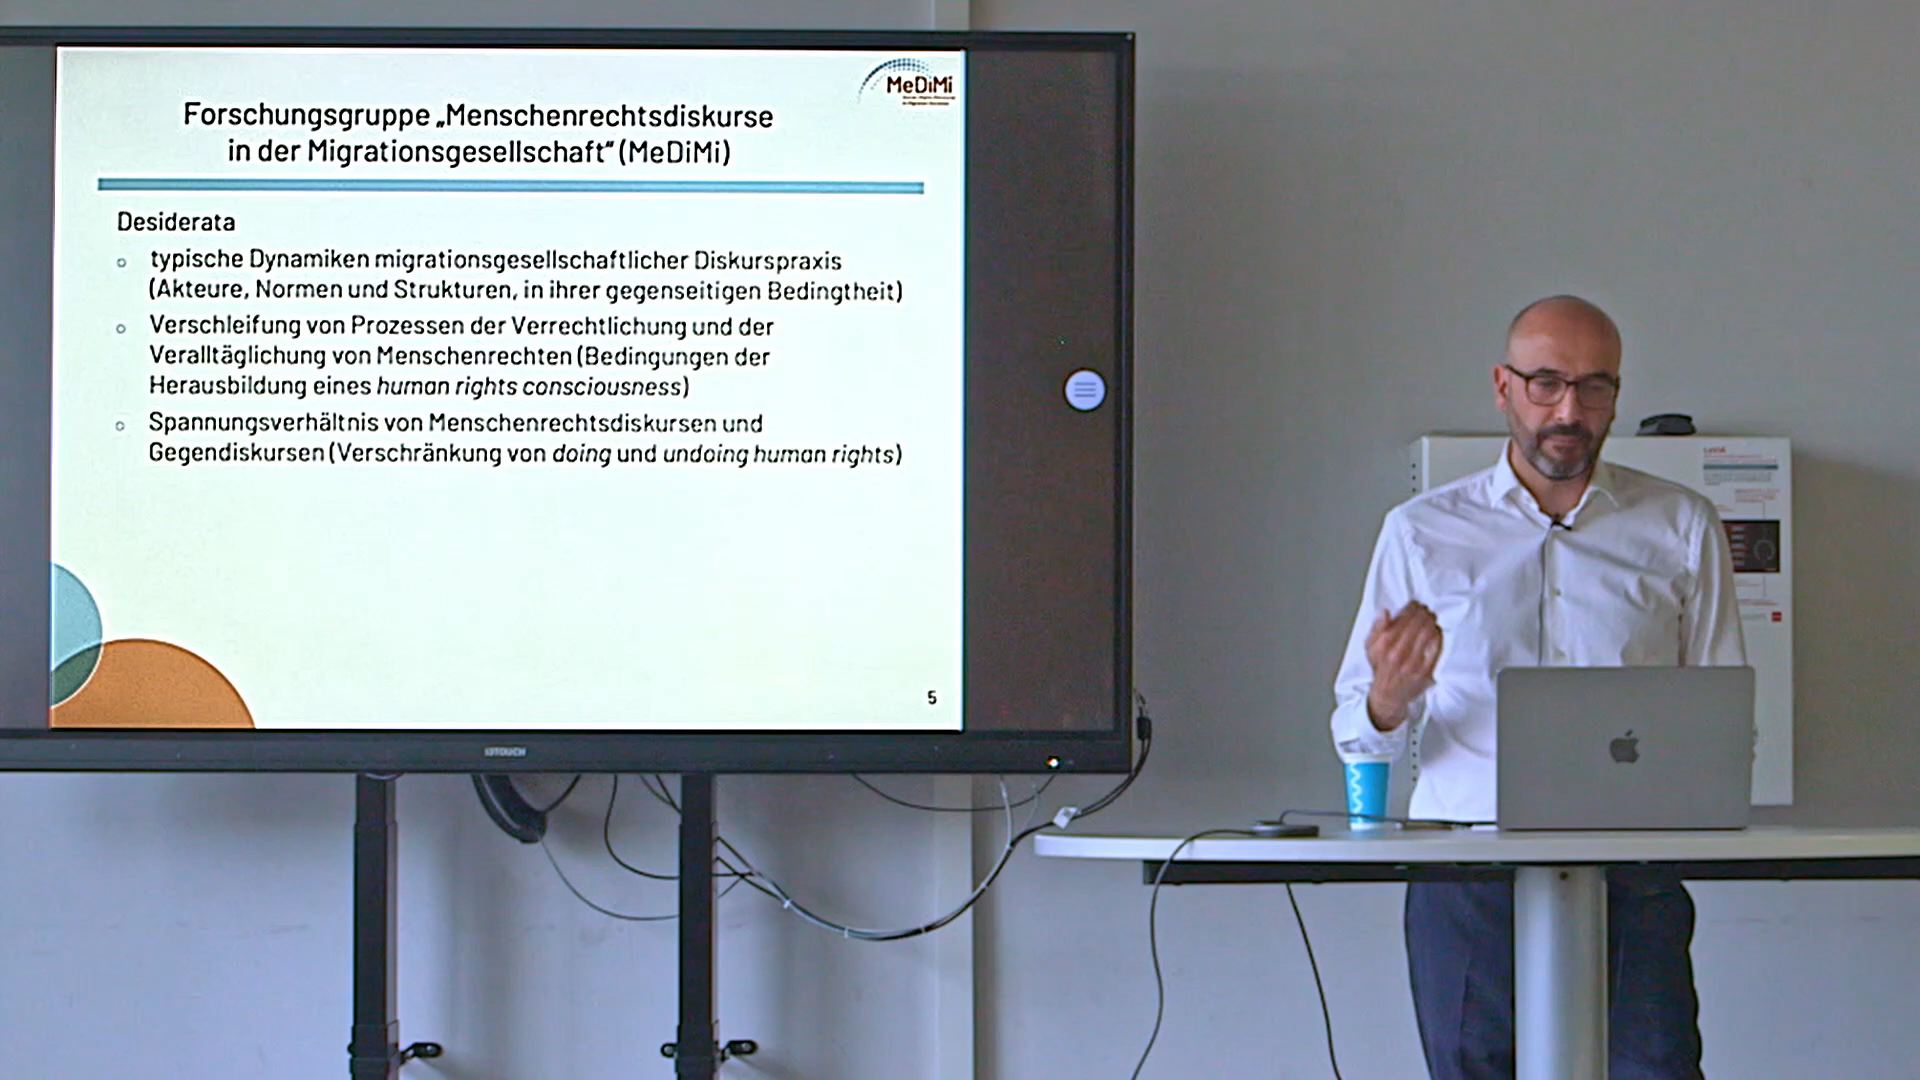 MeDiMi
Forschungsgruppe „Menschenrechtsdiskurse
in der Migrationsgesellschaft“ (MeDiMi)
Desiderata
typische Dynamiken migrationsgesellschaftlicher Diskurspraxis
(Akteure, Normen und Strukturen, in ihrer gegenseitigen Bedingtheit)
Verschleifung von Prozessen der Verrechtlichung und der
Veralltäglichung von Menschenrechten (Bedingungen der
Herausbildung eines human rights consciousness)
Spannungsverhältnis von Menschenrechtsdiskursen und
Gegendiskursen (Verschränkung von doing und undoing human rights)
5